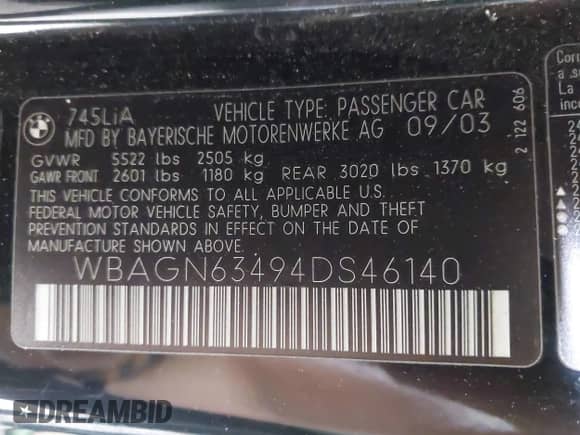 745LiA VEHICLE TYPE: PASSENGER CAR
MFD BY BAYERISCHE MOTORENWERKE AG 09/03
GVWR 5522 lbs 2505 kg
GAWR FRONT 2601 lbs 1180 kg REAR 3020 lbs 1370 kg
THIS VEHICLE CONFORMS TO ALL APPLICABLE U.S.
FEDERAL MOTOR VEHICLE SAFETY, BUMPER AND THEFT
PREVENTION STANDARDS IN EFFECT ON THE DATE OF
MANUFACTURE SHOWN ABOVE
WBAGN63494DS46140
2 122 606
Cori
a s
La
inc
DREAMBID